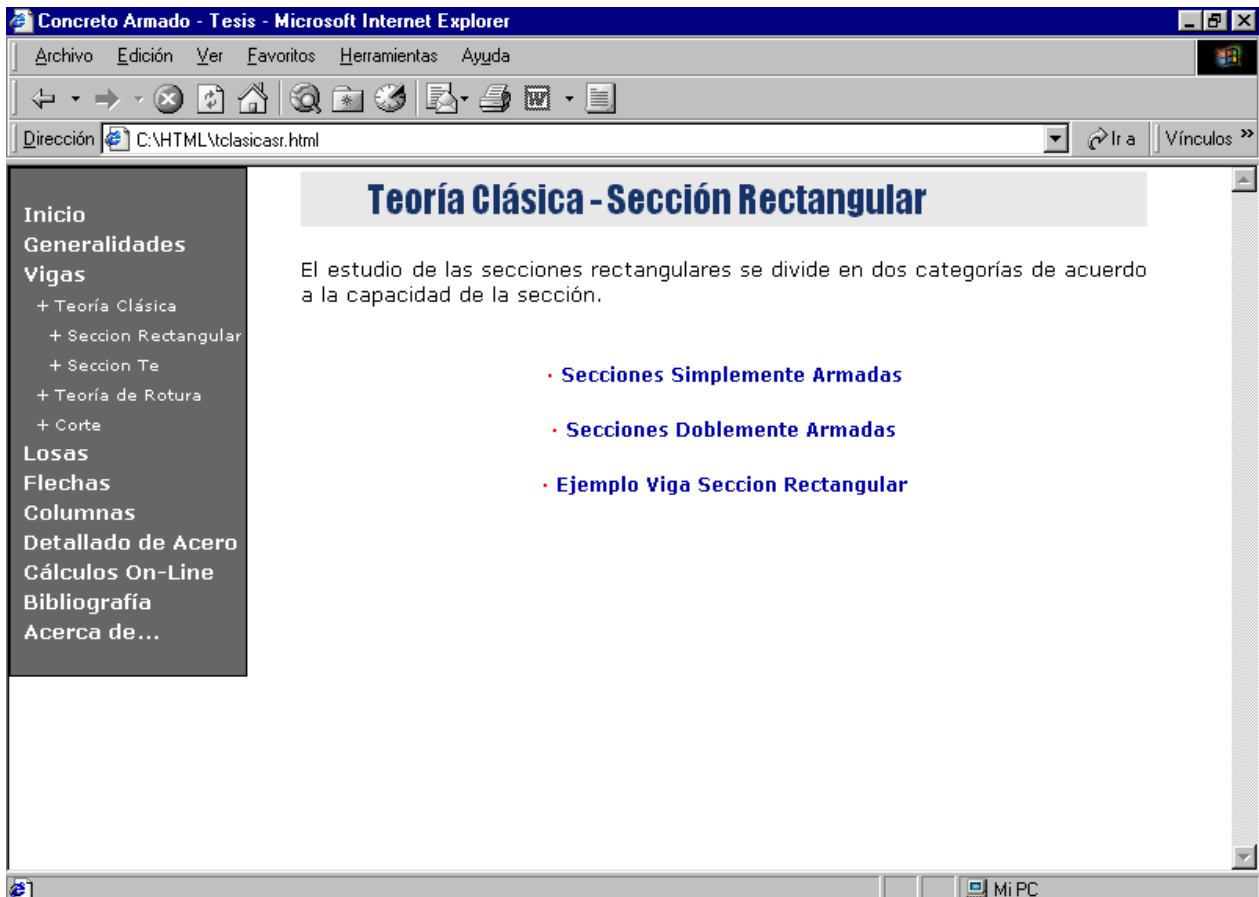 Concreto Armado - Tesis - Microsoft Internet Explorer
Archivo Edición Ver Favoritos Herramientas Ayuda
Dirección C:\HTML\tclasicasr.html Ir a Vínculos »
Inicio
Generalidades
Vigas
+ Teoría Clásica
+ Seccion Rectangular
+ Seccion Te
+ Teoría de Rotura
+ Corte
Losas
Flechas
Columnas
Detallado de Acero
Cálculos On-Line
Bibliografía
Acerca de...
Teoría Clásica - Sección Rectangular
El estudio de las secciones rectangulares se divide en dos categorías de acuerdo
a la capacidad de la sección.
· Secciones Simplemente Armadas
· Secciones Doblemente Armadas
· Ejemplo Viga Seccion Rectangular
Mi PC